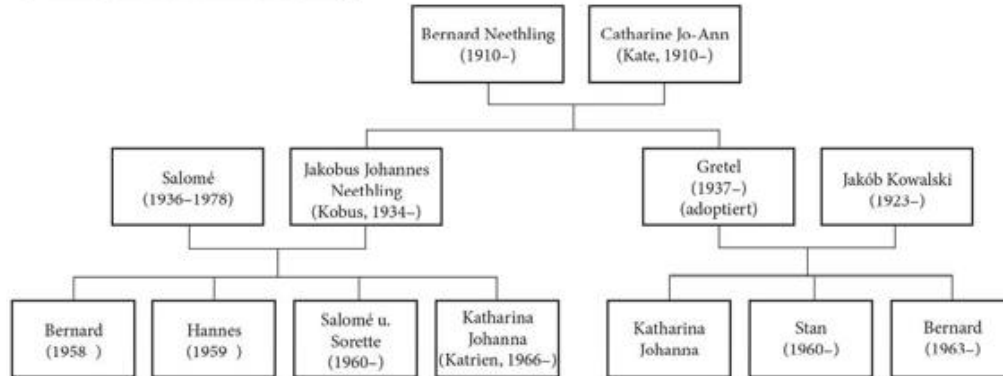 Bernard Neethling
(1910–)
Catharine Jo-Ann
(Kate, 1910–)
Salomé
(1936–1978)
Jakobus Johannes
Neethling
(Kobus, 1934–)
Gretel
(1937–)
(adoptiert)
Jakób Kowalski
(1923–)
Bernard
(1958 )
Hannes
(1959 )
Salomé u.
Sorette
(1960–)
Katharina
Johanna
(Katrien, 1966–)
Katharina
Johanna
Stan
(1960–)
Bernard
(1963–)